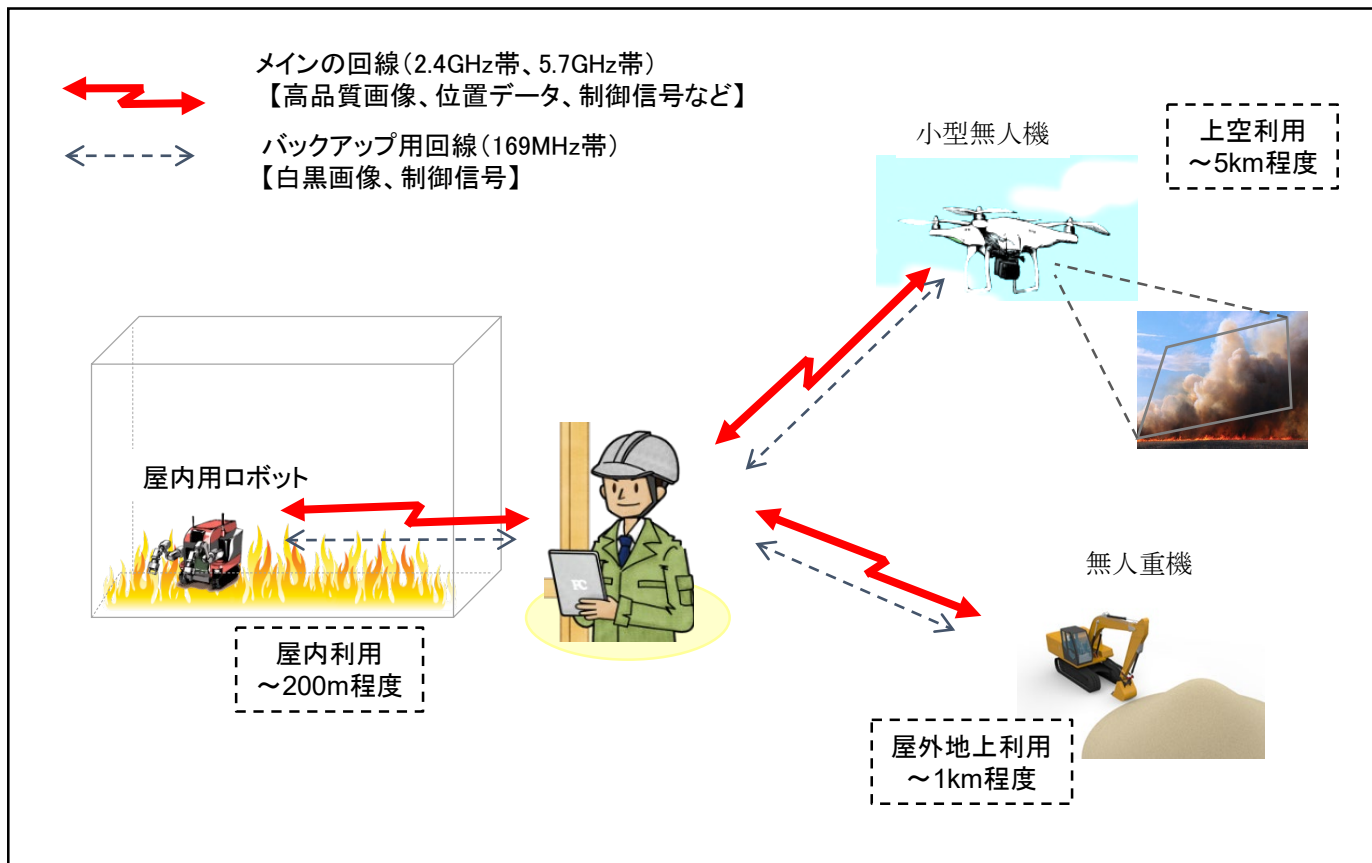 メインの回線（2.4GHz帯、5.7GHz帯）
【高品質画像、位置データ、制御信号など】
バックアップ用回線（169MHz帯）
【白黒画像、制御信号】
小型無人機
上空利用
～5km程度
屋内用ロボット
PC
無人重機
屋内利用
～200m程度
屋外地上利用
～1km程度